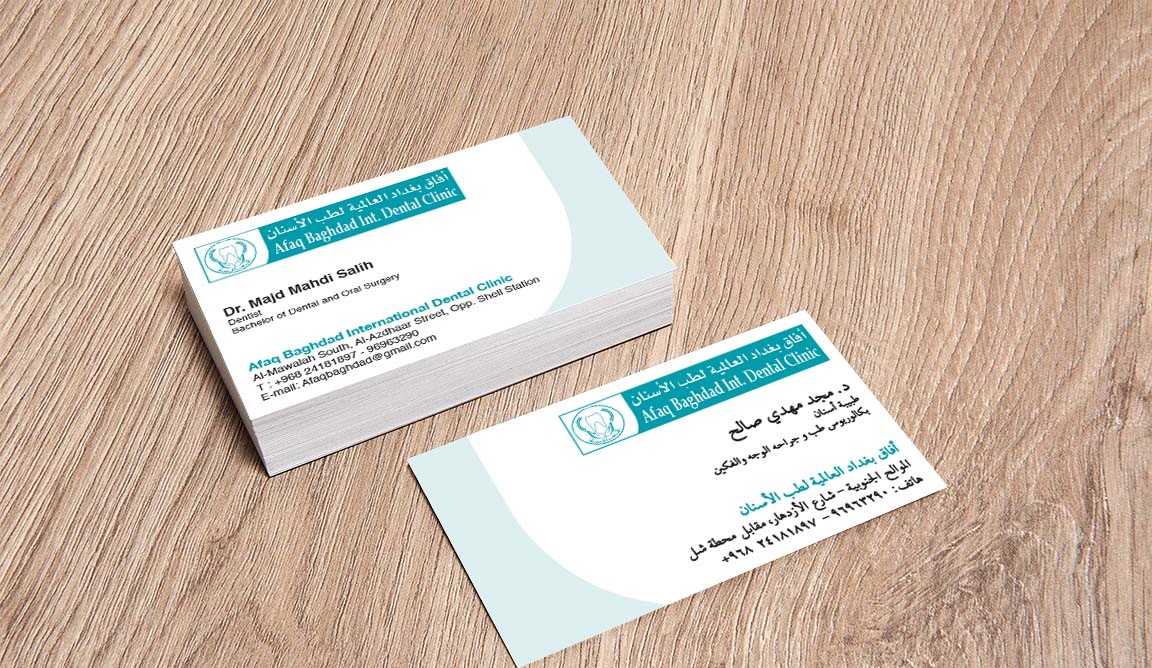 آفاق بغداد العالمية لطب الأسنان
Afaq Baghdad Int. Dental Clinic
Dr. Majd Mahdi Salih
Dentist
Bachelor of Dental and Oral Surgery
Afaq Baghdad International Dental Clinic
Al-Mawalah South, Al-Azdhaar Street, Opp. Shell Station
T : +968 24181897 - 96963290
E-mail: Afaqbaghdad@gmail.com
آفاق بغداد العالمية لطب الأسنان
Afaq Baghdad Int. Dental Clinic
د. مجد مهدي صالح
طبيبة أسنان
بكالوريوس طب و جراحه الوجه والفكين
آفاق بغداد العالمية لطب الأسنان
الموالح الجنوبية - شارع الأزدهار، مقابل محطة شل
هاتف : ٩٦٩٦٣٢٩٠ - ٢٤١٨١٨٩٧ ٩٦٨+